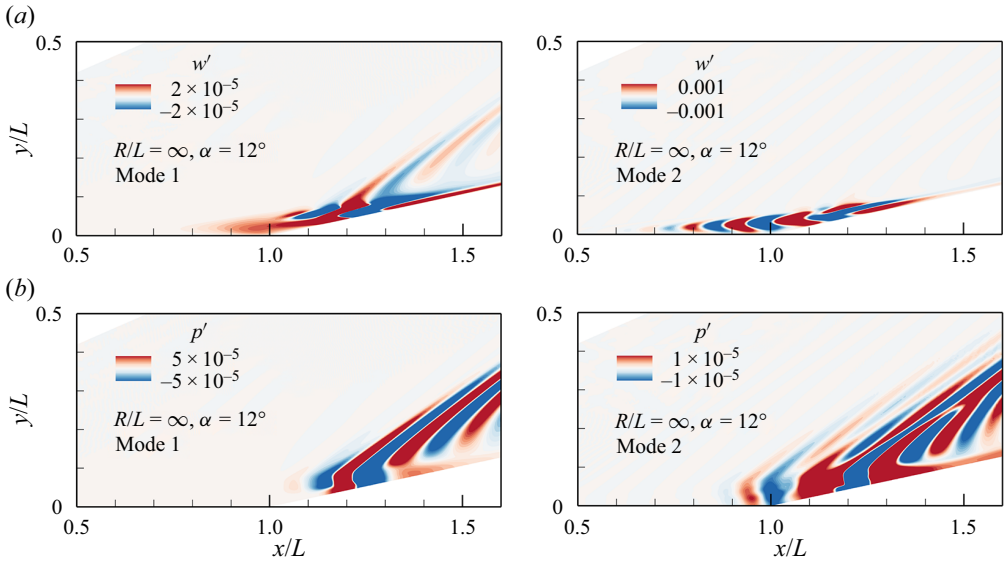 (a)
0.5
w′
2 × 10⁻⁵
−2 × 10⁻⁵
y/L
R/L = ∞, α = 12°
Mode 1
0
0.5
1.0
1.5
0.5
w′
0.001
−0.001
R/L = ∞, α = 12°
Mode 2
0
0.5
1.0
1.5
(b)
0.5
p′
5 × 10⁻⁵
−5 × 10⁻⁵
y/L
R/L = ∞, α = 12°
Mode 1
0
0.5
1.0
1.5
x/L
0.5
p′
1 × 10⁻⁵
−1 × 10⁻⁵
R/L = ∞, α = 12°
Mode 2
0
0.5
1.0
1.5
x/L